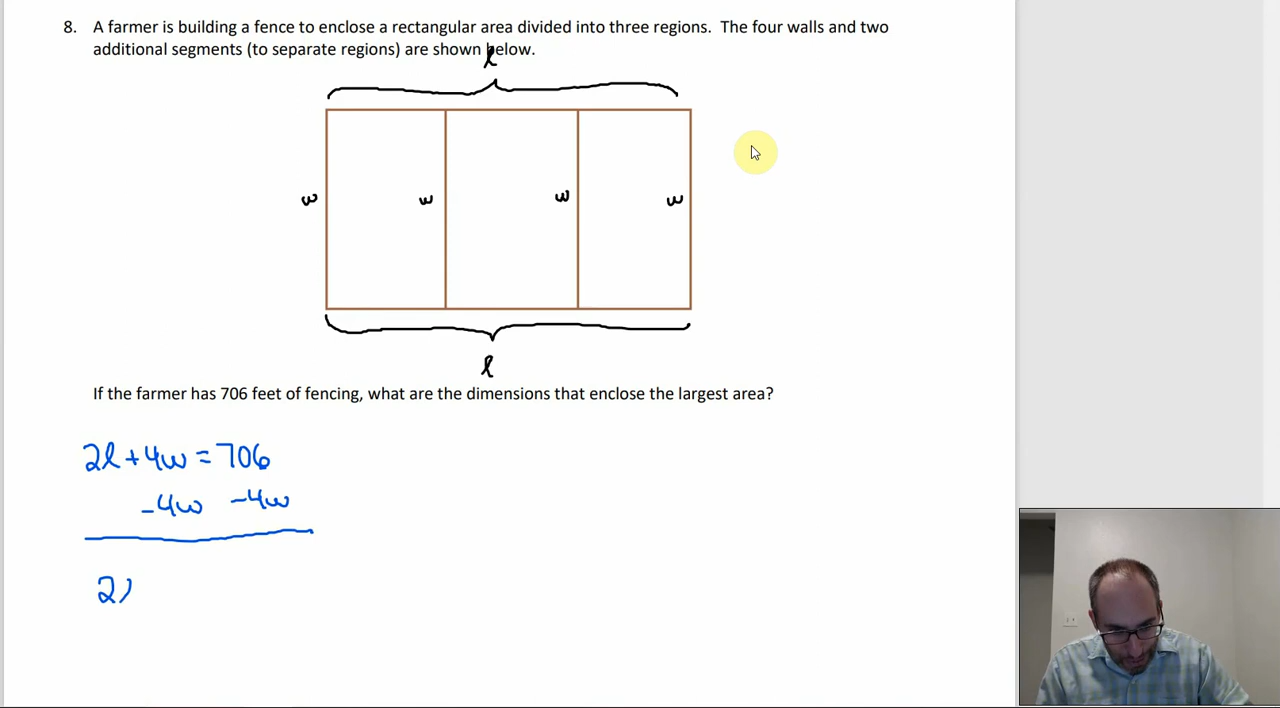 8. A farmer is building a fence to enclose a rectangular area divided into three regions. The four walls and two
additional segments (to separate regions) are shown below.
l
w w w w
l
If the farmer has 706 feet of fencing, what are the dimensions that enclose the largest area?
2l + 4w = 706
-4w -4w
2